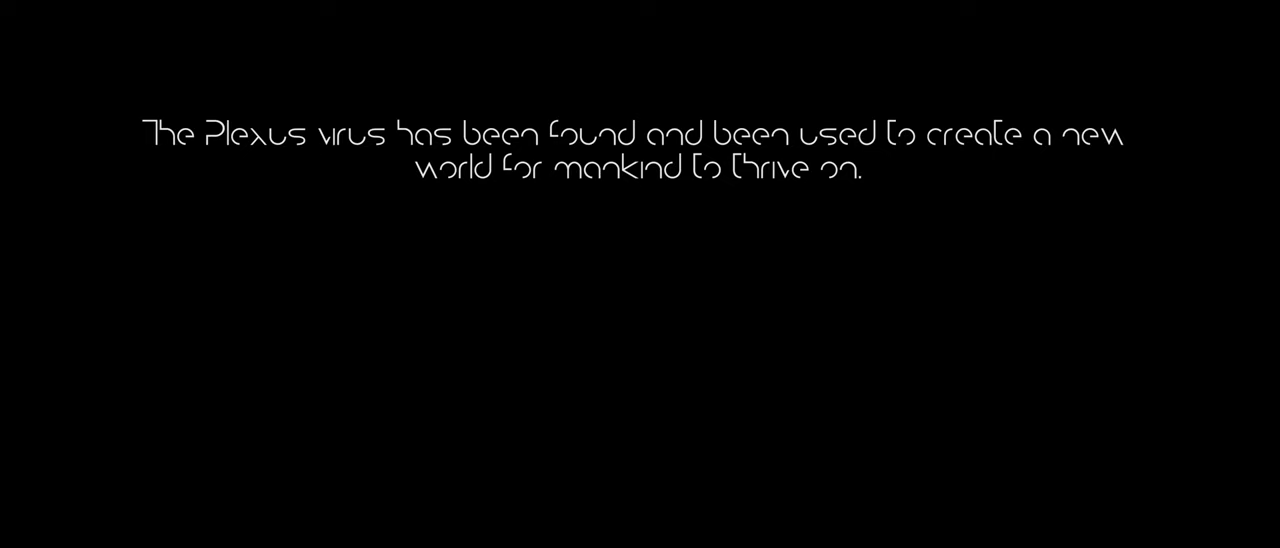 The Plexus virus has been found and been used to create a new
world for mankind to thrive on.